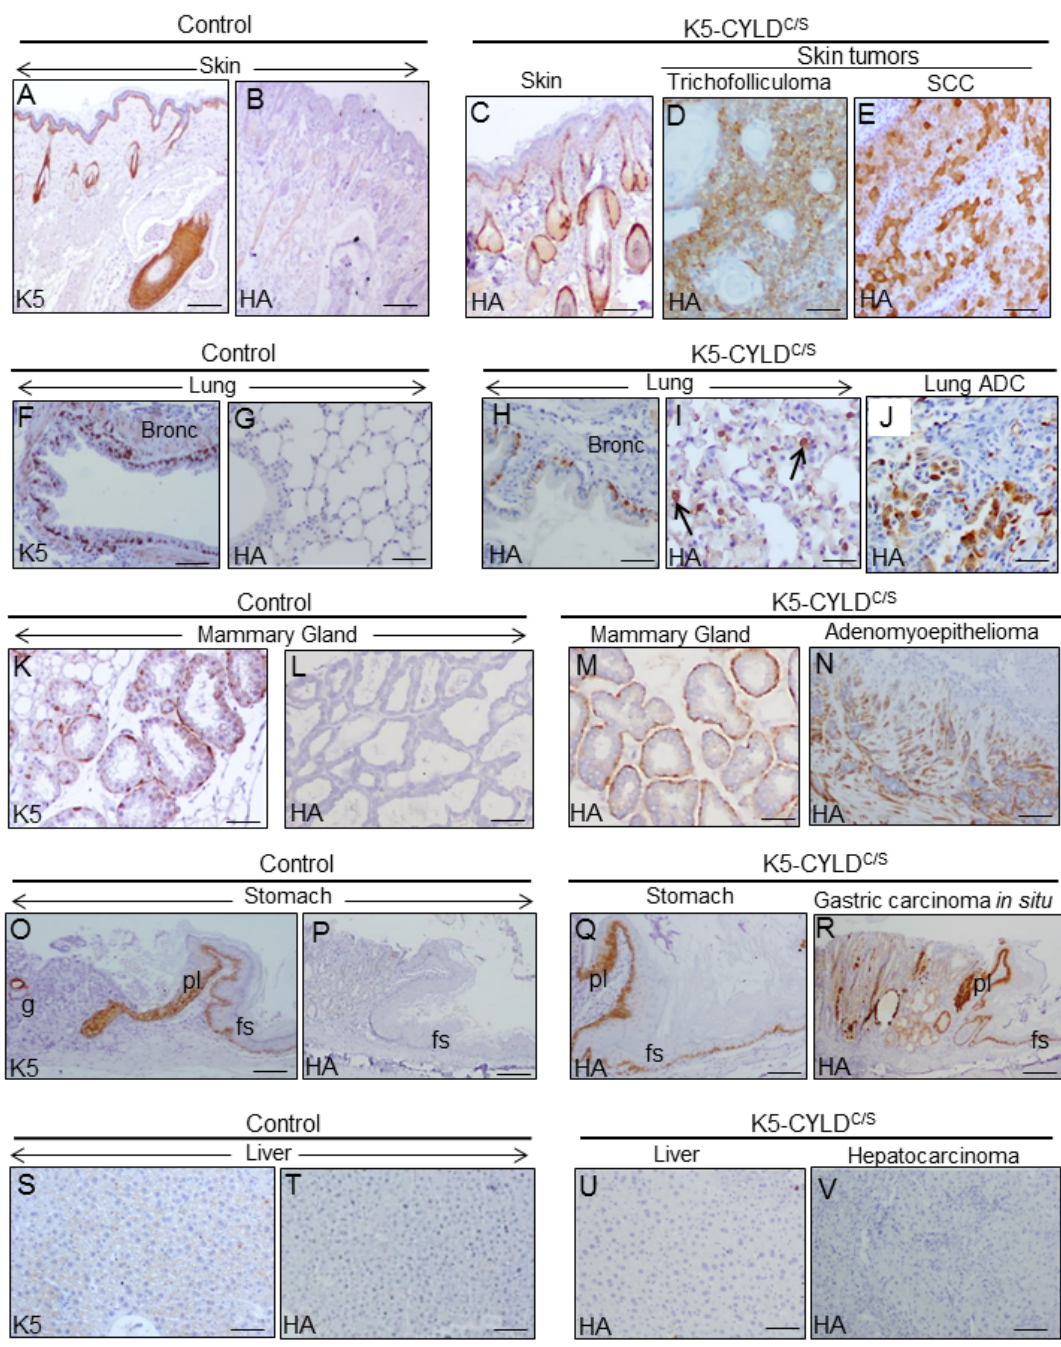 Control
K5-CYLD^C/S
Skin
Skin
Skin tumors
Trichofolliculoma
SCC
A
B
C
D
E
K5
HA
HA
HA
HA
Control
K5-CYLD^C/S
Lung
Lung
Lung ADC
F
Bronc
G
H
Bronc
I
J
K5
HA
HA
HA
HA
Control
K5-CYLD^C/S
Mammary Gland
Mammary Gland
Adenomyoepithelioma
K
L
M
N
K5
HA
HA
HA
Control
K5-CYLD^C/S
Stomach
Stomach
Gastric carcinoma in situ
O
P
Q
R
pl
pl
pl
g
fs
fs
fs
fs
K5
HA
HA
HA
Control
K5-CYLD^C/S
Liver
Liver
Hepatocarcinoma
S
T
U
V
K5
HA
HA
HA